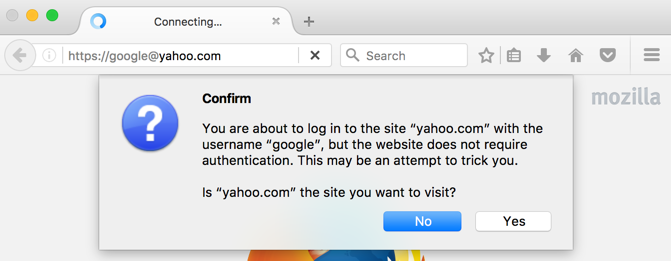 Connecting...
https://google@yahoo.com
Search
mozilla
Confirm
You are about to log in to the site “yahoo.com” with the
username “google”, but the website does not require
authentication. This may be an attempt to trick you.
Is “yahoo.com” the site you want to visit?
No
Yes